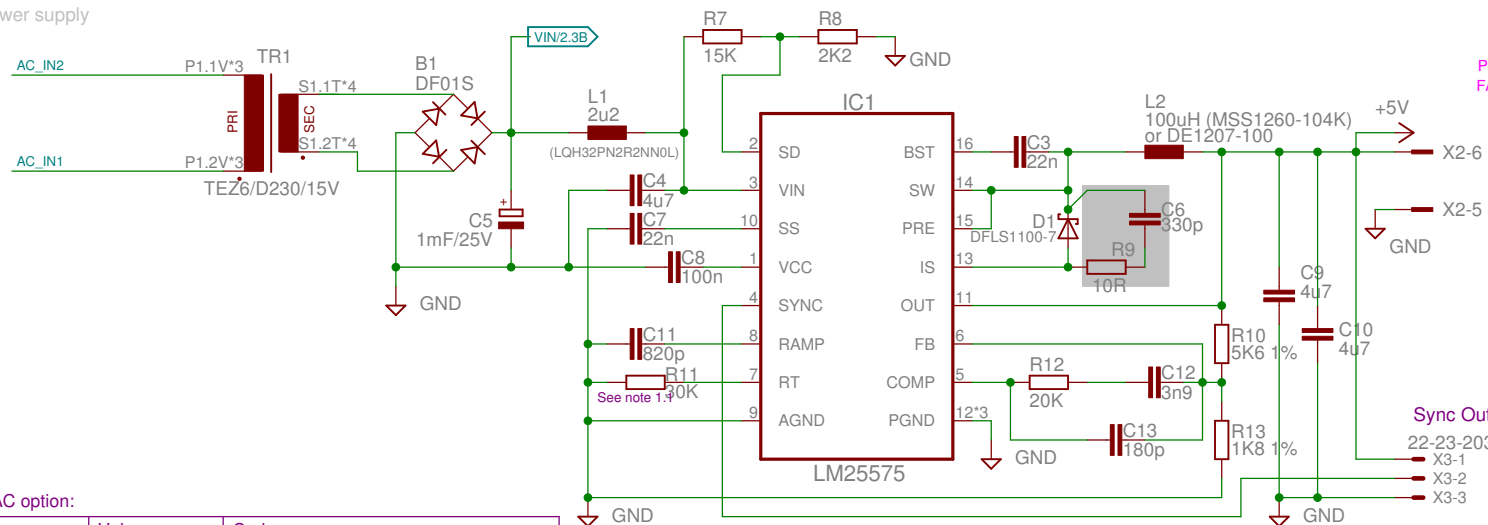 wer supply
AC_IN2
AC_IN1
P1.1V*3
P1.2V*3
TR1
PRI
SEC
S1.1T*4
S1.2T*4
TEZ6/D230/15V
B1
DF01S
VIN/2.3B
C5
+
1mF/25V
GND
L1
2u2
(LQH32PN2R2NN0L)
C4
4u7
C7
22n
C8
100n
C11
820p
R11
30K
See note 1.1
GND
R7
15K
R8
2K2
GND
IC1
2 SD BST 16
3 VIN SW 14
10 SS PRE 15
1 VCC IS 13
4 SYNC OUT 11
8 RAMP FB 6
7 RT COMP 5
9 AGND PGND 12*3
LM25575
GND
C3
22n
D1
DFLS1100-7
C6
330p
R9
10R
L2
100uH (MSS1260-104K)
or DE1207-100
R12
20K
C12
3n9
C13
180p
R10
5K6 1%
R13
1K8 1%
C9
4u7
C10
4u7
GND
+5V
X2-6
X2-5
GND
P
FA
Sync Out
22-23-203
X3-1
X3-2
X3-3
AC option: